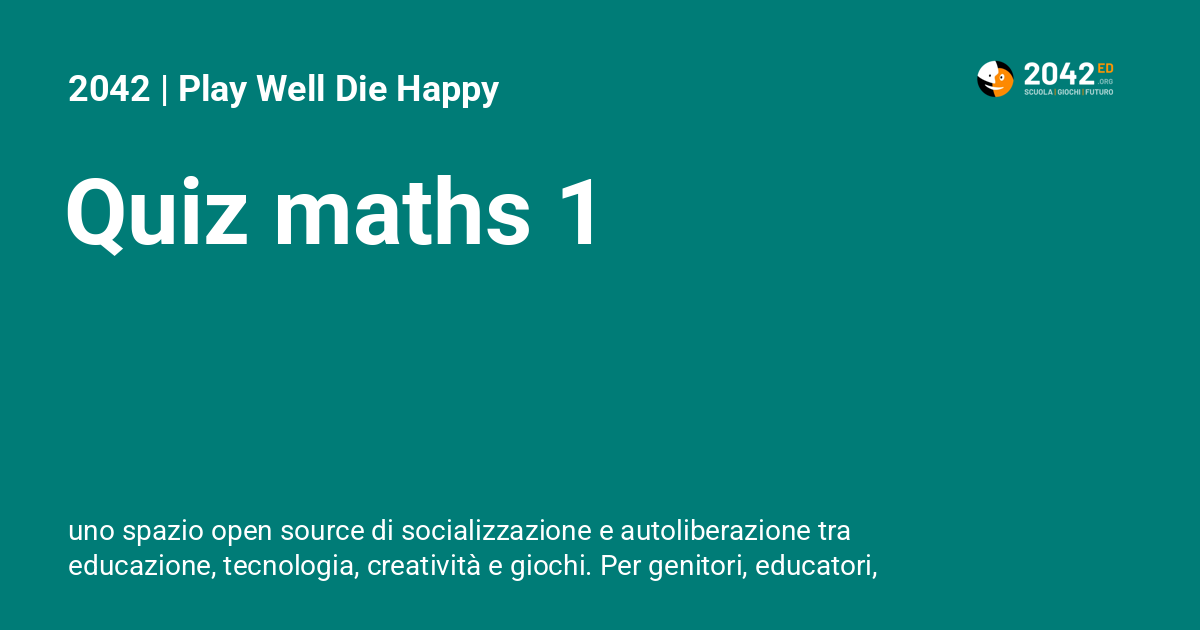 2042 | Play Well Die Happy
2042 ED
.ORG
SCUOLA | GIOCHI | FUTURO
Quiz maths 1
uno spazio open source di socializzazione e autoliberazione tra
educazione, tecnologia, creatività e giochi. Per genitori, educatori,